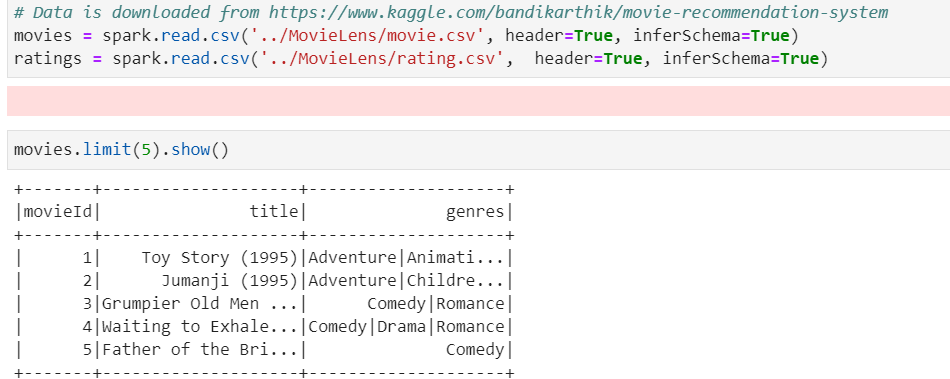 # Data is downloaded from https://www.kaggle.com/bandikarthik/movie-recommendation-system
movies = spark.read.csv('../MovieLens/movie.csv', header=True, inferSchema=True)
ratings = spark.read.csv('../MovieLens/rating.csv',  header=True, inferSchema=True)
movies.limit(5).show()
+-------+--------------------+--------------------+
|movieId|               title|              genres|
+-------+--------------------+--------------------+
|      1|    Toy Story (1995)|Adventure|Animati...|
|      2|      Jumanji (1995)|Adventure|Childre...|
|      3|Grumpier Old Men ...|      Comedy|Romance|
|      4|Waiting to Exhale...|Comedy|Drama|Romance|
|      5|Father of the Bri...|              Comedy|
+-------+--------------------+--------------------+